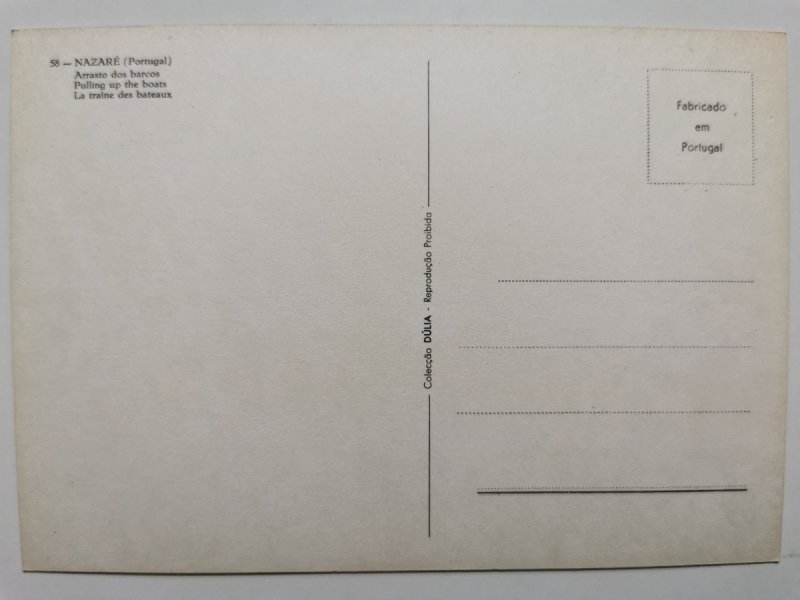 58 — NAZARÉ (Portugal)
Arrasto dos barcos
Pulling up the boats
La traîne des bateaux
Colecção DÚLIA - Reprodução Proibida
Fabricado
em
Portugal